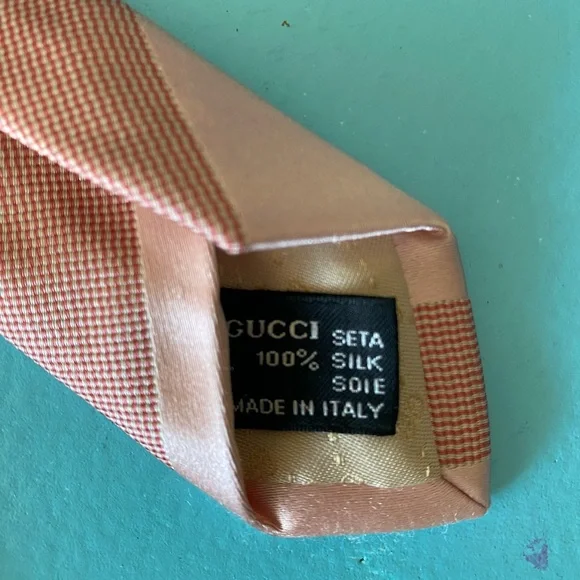 GUCCI SETA
100% SILK
SOIE
MADE IN ITALY